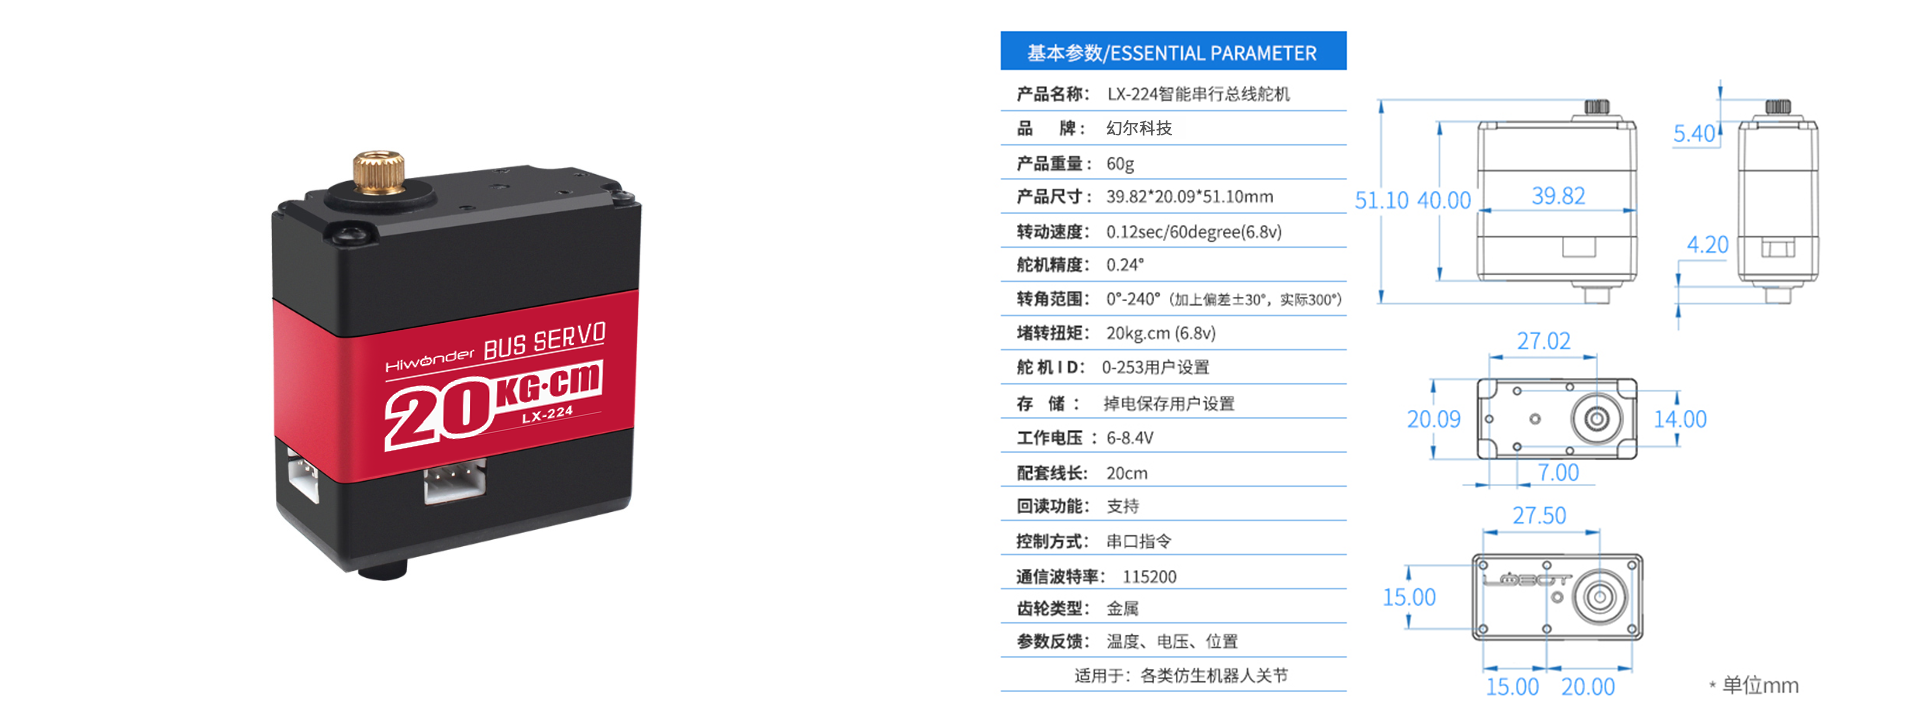 Hiwonder BUS SERVO
20KG·cm
LX-224
基本参数/ESSENTIAL PARAMETER
产品名称： LX-224智能串行总线舵机
品 牌： 幻尔科技
产品重量： 60g
产品尺寸： 39.82*20.09*51.10mm
转动速度： 0.12sec/60degree(6.8v)
舵机精度： 0.24°
转角范围： 0°-240°（加上偏差±30°，实际300°）
堵转扭矩： 20kg.cm (6.8v)
舵 机 I D： 0-253用户设置
存 储 ： 掉电保存用户设置
工作电压 ：6-8.4V
配套线长: 20cm
回读功能： 支持
控制方式： 串口指令
通信波特率： 115200
齿轮类型： 金属
参数反馈： 温度、电压、位置
适用于：各类仿生机器人关节
51.10
40.00
39.82
5.40
4.20
27.02
20.09
14.00
7.00
27.50
LOBOT
15.00
15.00
20.00
* 单位mm